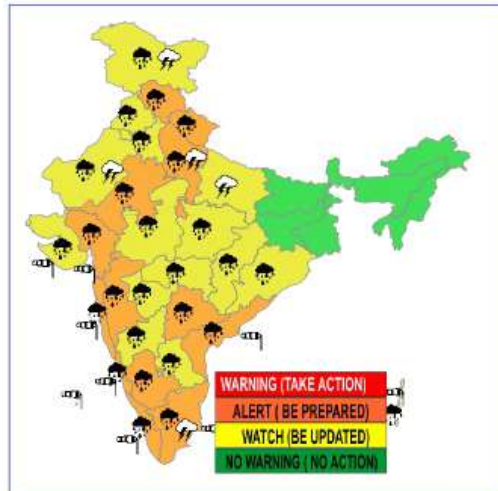 WARNING (TAKE ACTION)
ALERT ( BE PREPARED)
WATCH (BE UPDATED)
NO WARNING ( NO ACTION)